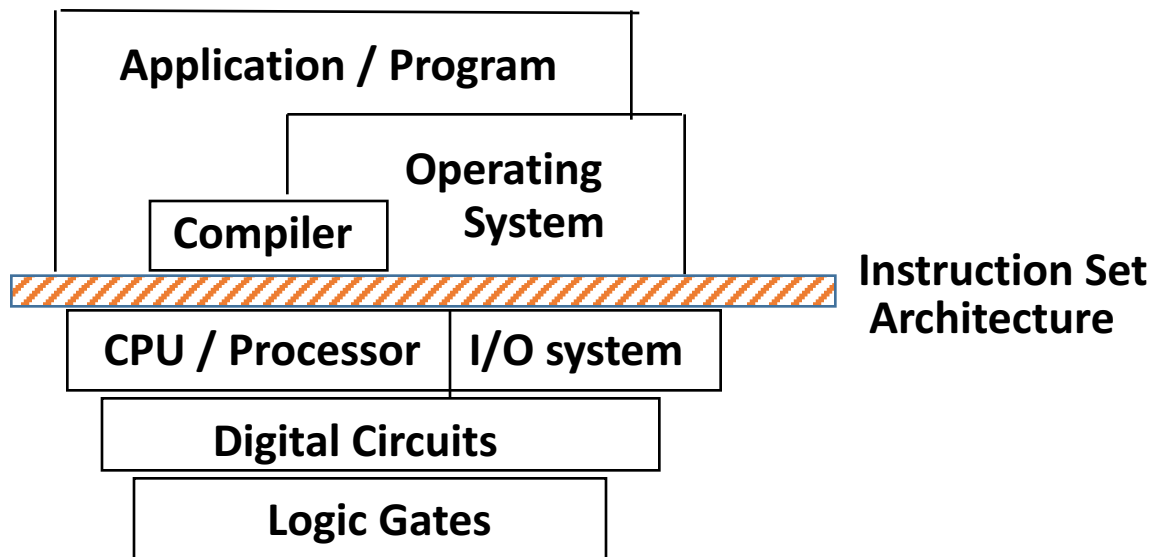 Application / Program
Operating
System
Compiler
Instruction Set
Architecture
CPU / Processor
I/O system
Digital Circuits
Logic Gates